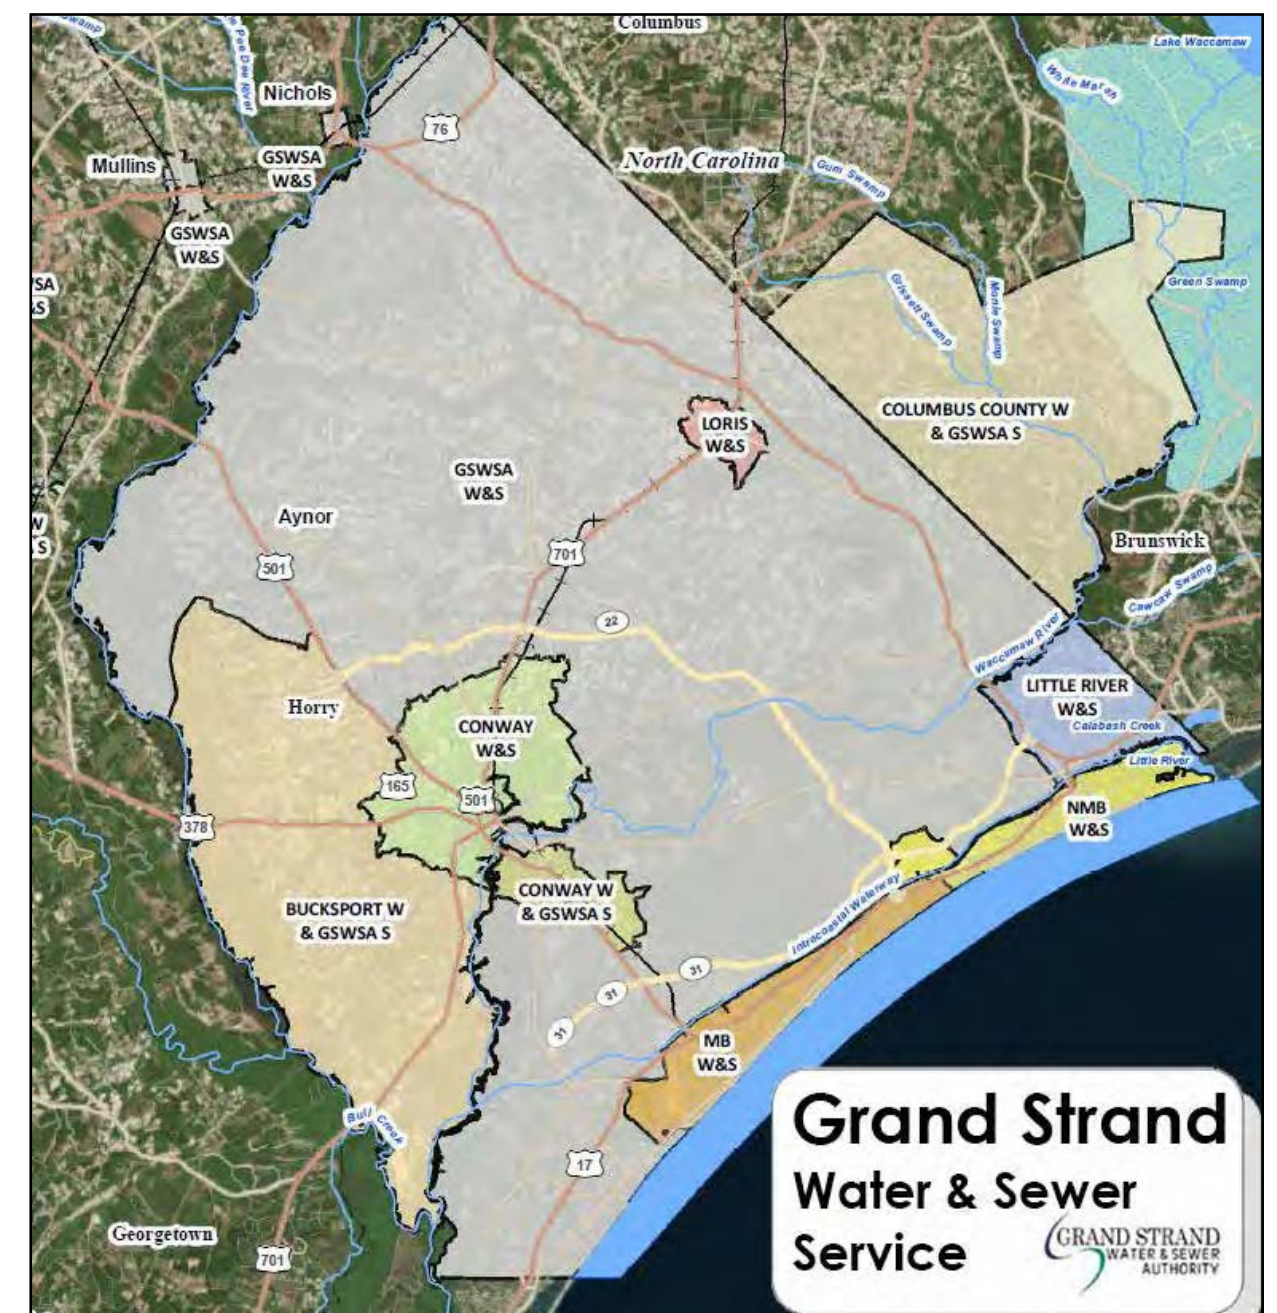 Swamp
Columbus
Lake Waccamaw
Pee Dee River
White Marsh
Nichols
76
North Carolina
Gum Swamp
GSWSA
W&S
Mullins
GSWSA
W&S
Green Swamp
Grissett Swamp
Monie Swamp
LORIS
W&S
COLUMBUS COUNTY W
& GSWSA S
GSWSA
W&S
Aynor
W
S
Brunswick
701
501
Cawcaw Swamp
22
Waccamaw River
LITTLE RIVER
W&S
Calabash Creek
Horry
CONWAY
W&S
Little River
165
501
NMB
W&S
378
CONWAY W
& GSWSA S
BUCKSPORT W
& GSWSA S
Intracoastal Waterway
31
31
31
MB
W&S
Bull Creek
17
Georgetown
701
Grand Strand
Water & Sewer
Service
GRAND STRAND
WATER & SEWER
AUTHORITY